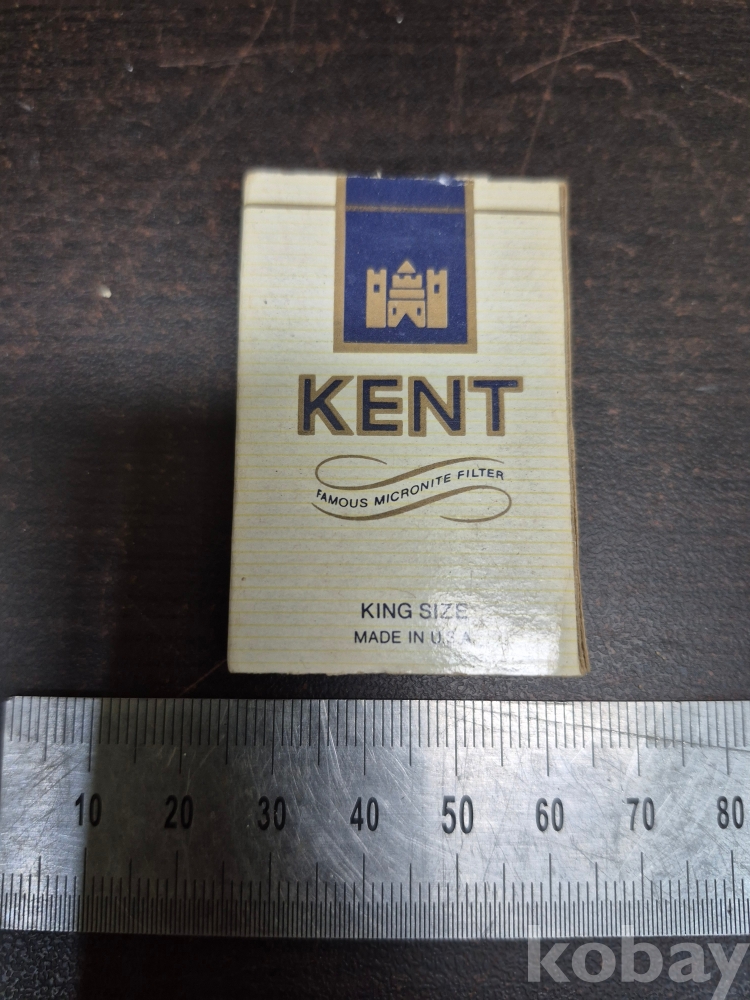 KENT
FAMOUS MICRONITE FILTER
KING SIZE
MADE IN U.S.A.
10 20 30 40 50 60 70 80
kobay